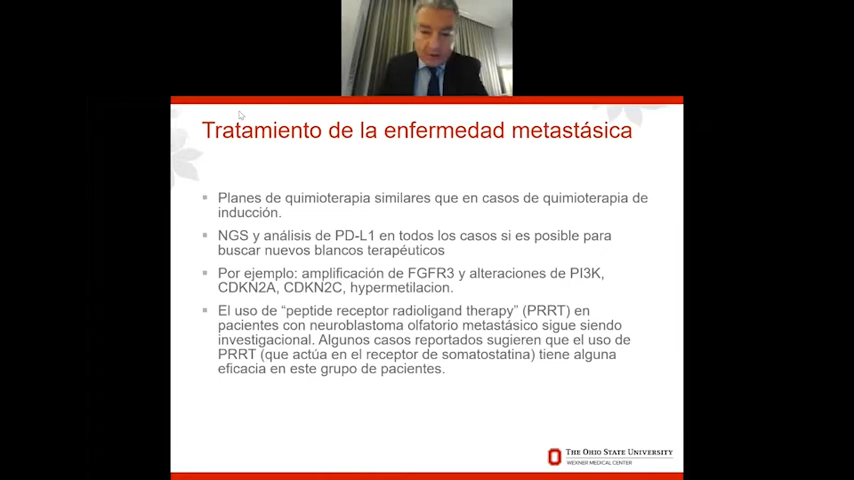 Tratamiento de la enfermedad metastásica
Planes de quimioterapia similares que en casos de quimioterapia de
inducción.
NGS y análisis de PD-L1 en todos los casos si es posible para
buscar nuevos blancos terapéuticos
Por ejemplo: amplificación de FGFR3 y alteraciones de PI3K,
CDKN2A, CDKN2C, hypermetilacion.
El uso de “peptide receptor radioligand therapy” (PRRT) en
pacientes con neuroblastoma olfatorio metastásico sigue siendo
investigacional. Algunos casos reportados sugieren que el uso de
PRRT (que actúa en el receptor de somatostatina) tiene alguna
eficacia en este grupo de pacientes.
THE OHIO STATE UNIVERSITY
WEXNER MEDICAL CENTER